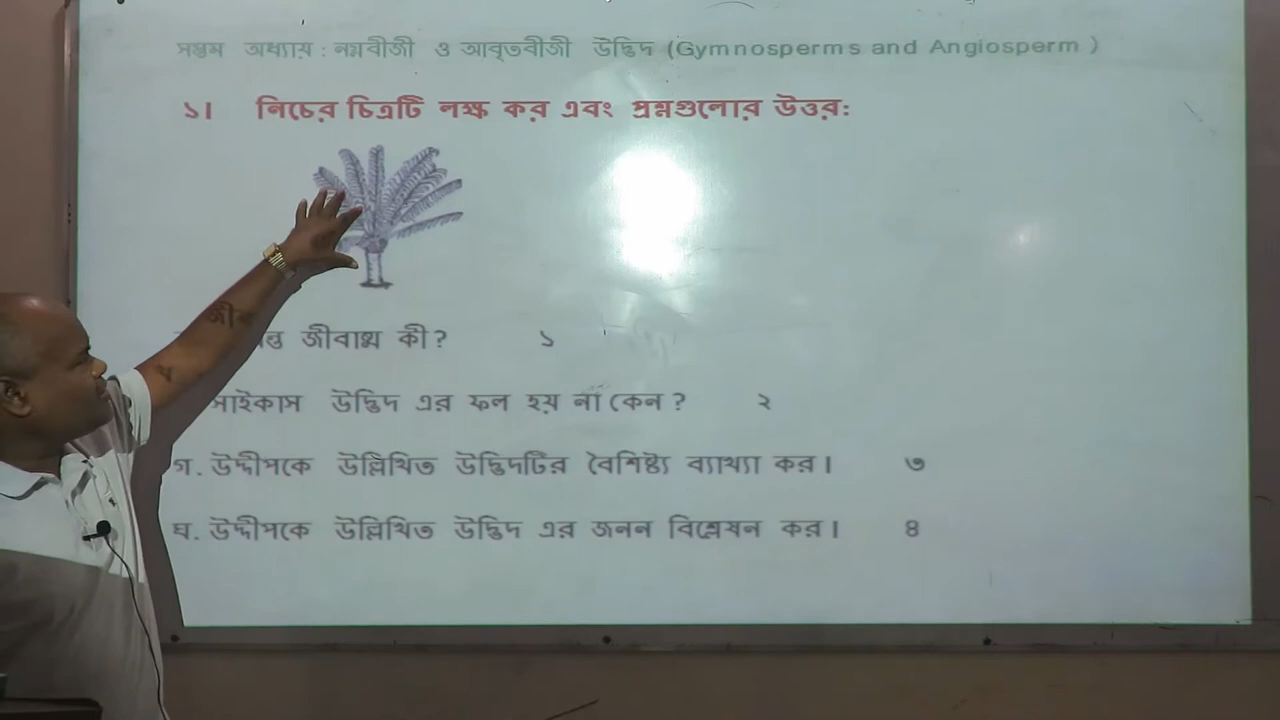 সপ্তম অধ্যায় : নগ্নবীজী ও আবৃতবীজী উদ্ভিদ (Gymnosperms and Angiosperm )
১। নিচের চিত্রটি লক্ষ কর এবং প্রশ্নগুলোর উত্তর:
জীবাশ্ম কী? ১
সাইকাস উদ্ভিদ এর ফল হয় না কেন? ২
গ. উদ্দীপকে উল্লিখিত উদ্ভিদটির বৈশিষ্ট্য ব্যাখ্যা কর। ৩
ঘ. উদ্দীপকে উল্লিখিত উদ্ভিদ এর জনন বিশ্লেষন কর। ৪